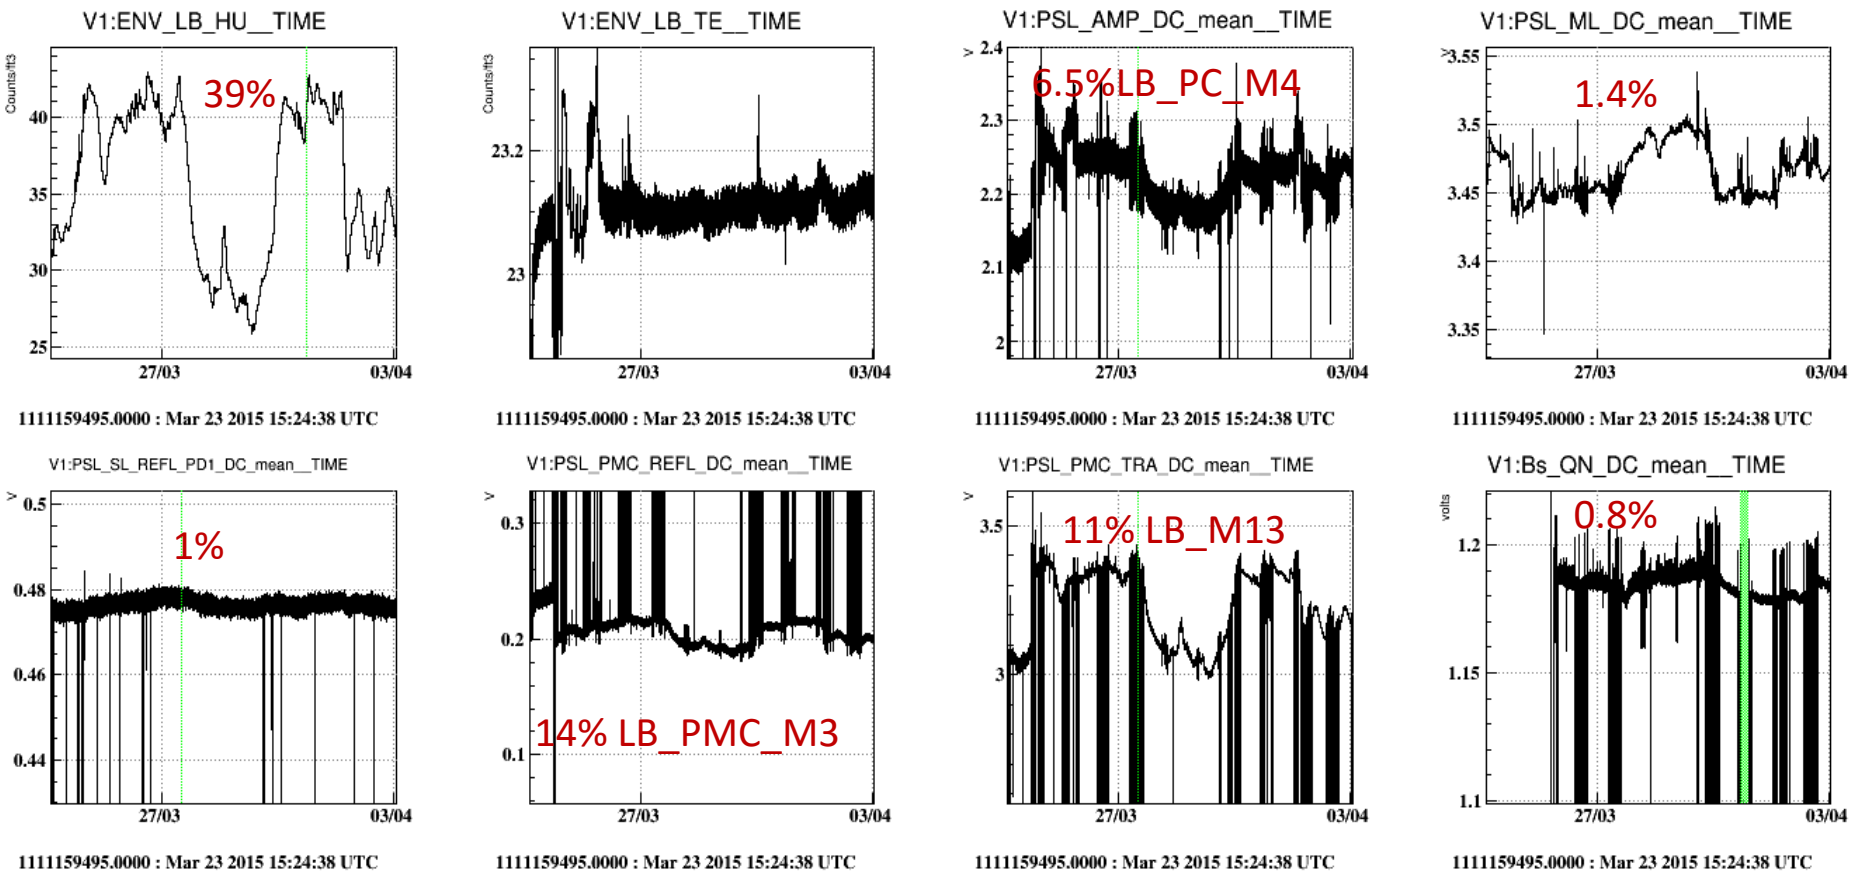 V1:ENV_LB_HU__TIME
Counts/ft3
40
35
30
25
39%
27/03
03/04
1111159495.0000 : Mar 23 2015 15:24:38 UTC
V1:ENV_LB_TE__TIME
Counts/ft3
23.2
23
27/03
03/04
1111159495.0000 : Mar 23 2015 15:24:38 UTC
V1:PSL_AMP_DC_mean__TIME
V
2.4
2.3
2.2
2.1
2
6.5%LB_PC_M4
27/03
03/04
1111159495.0000 : Mar 23 2015 15:24:38 UTC
V1:PSL_ML_DC_mean__TIME
V
3.55
3.5
3.45
3.4
3.35
1.4%
27/03
03/04
1111159495.0000 : Mar 23 2015 15:24:38 UTC
V1:PSL_SL_REFL_PD1_DC_mean__TIME
V
0.5
0.48
0.46
0.44
1%
27/03
03/04
1111159495.0000 : Mar 23 2015 15:24:38 UTC
V1:PSL_PMC_REFL_DC_mean__TIME
V
0.3
0.2
0.1
14% LB_PMC_M3
27/03
03/04
1111159495.0000 : Mar 23 2015 15:24:38 UTC
V1:PSL_PMC_TRA_DC_mean__TIME
V
3.5
3
11% LB_M13
27/03
03/04
1111159495.0000 : Mar 23 2015 15:24:38 UTC
V1:Bs_QN_DC_mean__TIME
volts
1.2
1.15
1.1
0.8%
27/03
03/04
1111159495.0000 : Mar 23 2015 15:24:38 UTC